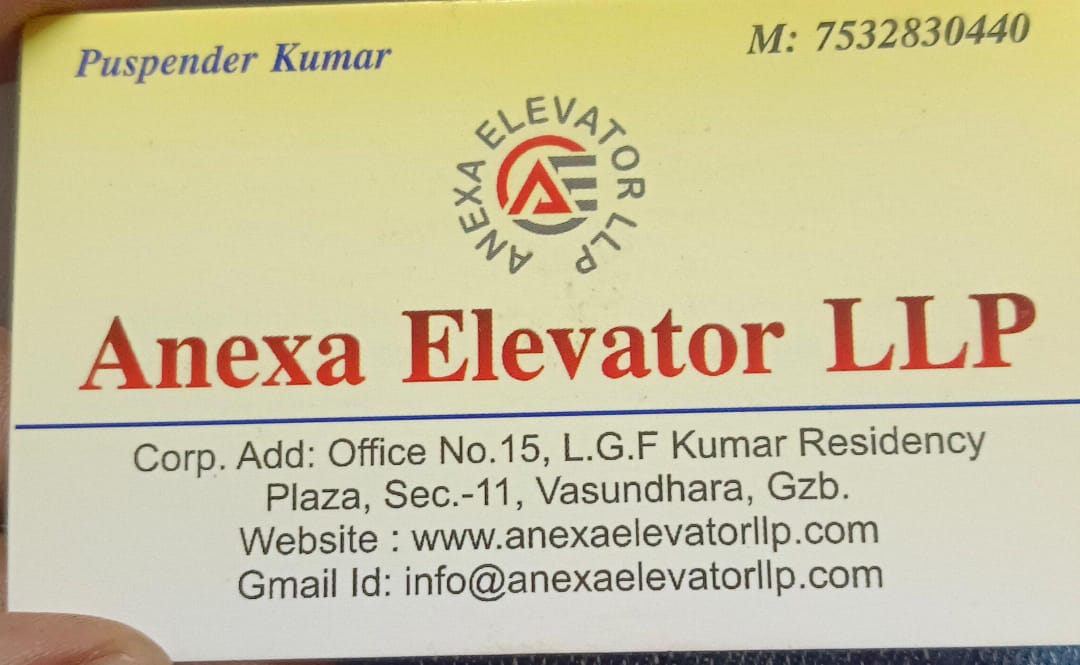 Puspender Kumar
M: 7532830440
ANEXA ELEVATOR LLP
Anexa Elevator LLP
Corp. Add: Office No.15, L.G.F Kumar Residency
Plaza, Sec.-11, Vasundhara, Gzb.
Website : www.anexaelevatorllp.com
Gmail Id: info@anexaelevatorllp.com